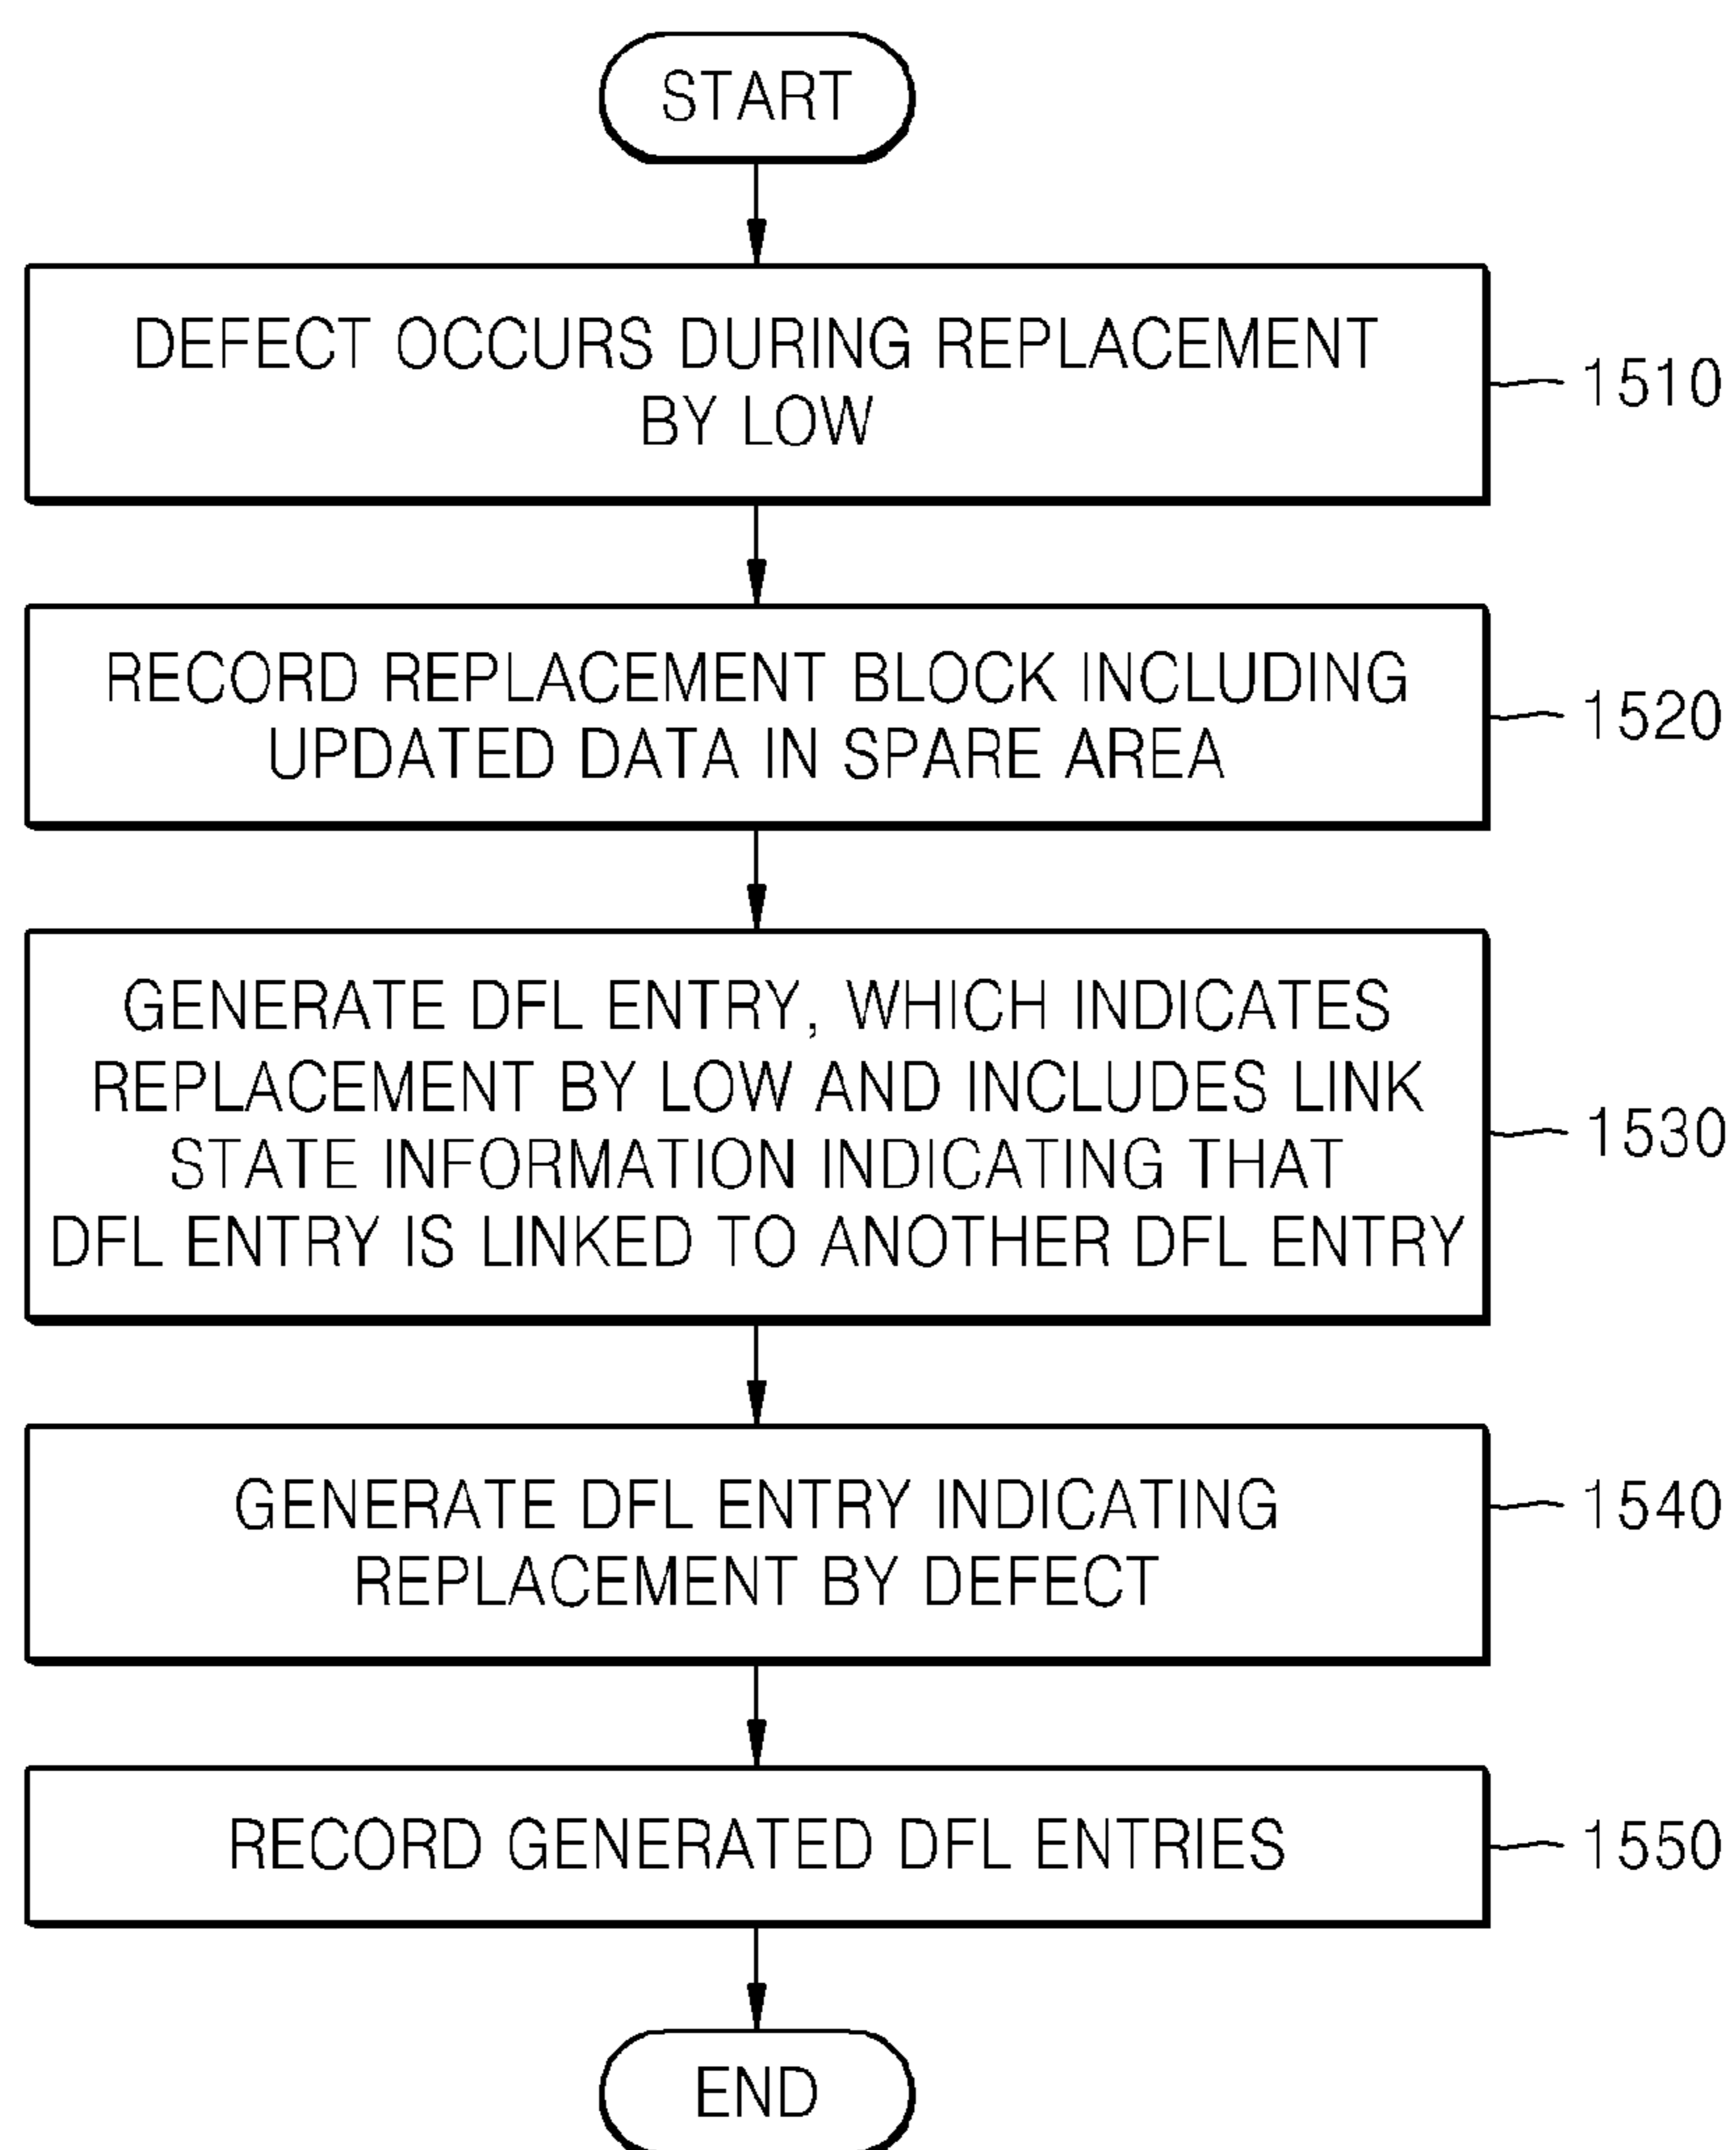 START
DEFECT OCCURS DURING REPLACEMENT
BY LOW
1510
RECORD REPLACEMENT BLOCK INCLUDING
UPDATED DATA IN SPARE AREA
1520
GENERATE DFL ENTRY, WHICH INDICATES
REPLACEMENT BY LOW AND INCLUDES LINK
STATE INFORMATION INDICATING THAT
DFL ENTRY IS LINKED TO ANOTHER DFL ENTRY
1530
GENERATE DFL ENTRY INDICATING
REPLACEMENT BY DEFECT
1540
RECORD GENERATED DFL ENTRIES
1550
END